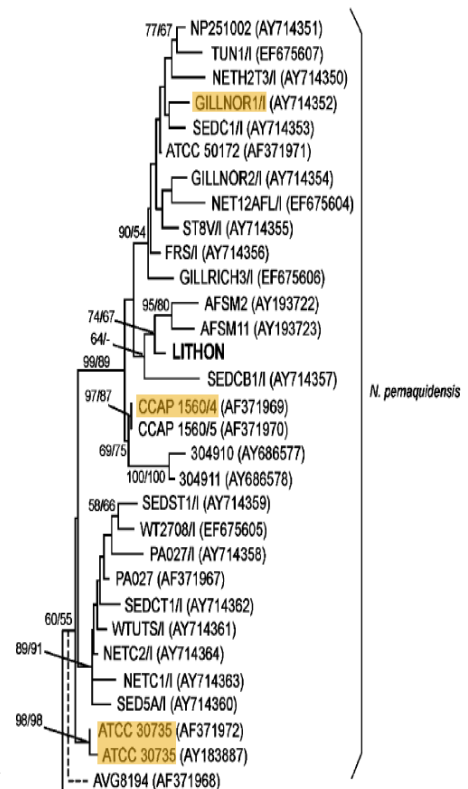 77/67
NP251002 (AY714351)
TUN1/I (EF675607)
NETH2T3/I (AY714350)
GILLNOR1/I (AY714352)
SEDC1/I (AY714353)
ATCC 50172 (AF371971)
GILLNOR2/I (AY714354)
NET12AFL/I (EF675604)
90/54
ST8V/I (AY714355)
FRS/I (AY714356)
GILLRICH3/I (EF675606)
95/80
AFSM2 (AY193722)
74/67
AFSM11 (AY193723)
64/-
LITHON
99/89
SEDCB1/I (AY714357)
N. pemaquidensis
97/87
CCAP 1560/4 (AF371969)
CCAP 1560/5 (AF371970)
69/75
304910 (AY686577)
100/100
304911 (AY686578)
58/66
SEDST1/I (AY714359)
WT2708/I (EF675605)
PA027/I (AY714358)
PA027 (AF371967)
SEDCT1/I (AY714362)
60/55
WTUTS/I (AY714361)
89/91
NETC2/I (AY714364)
NETC1/I (AY714363)
SED5A/I (AY714360)
98/98
ATCC 30735 (AF371972)
ATCC 30735 (AY183887)
AVG8194 (AF371968)